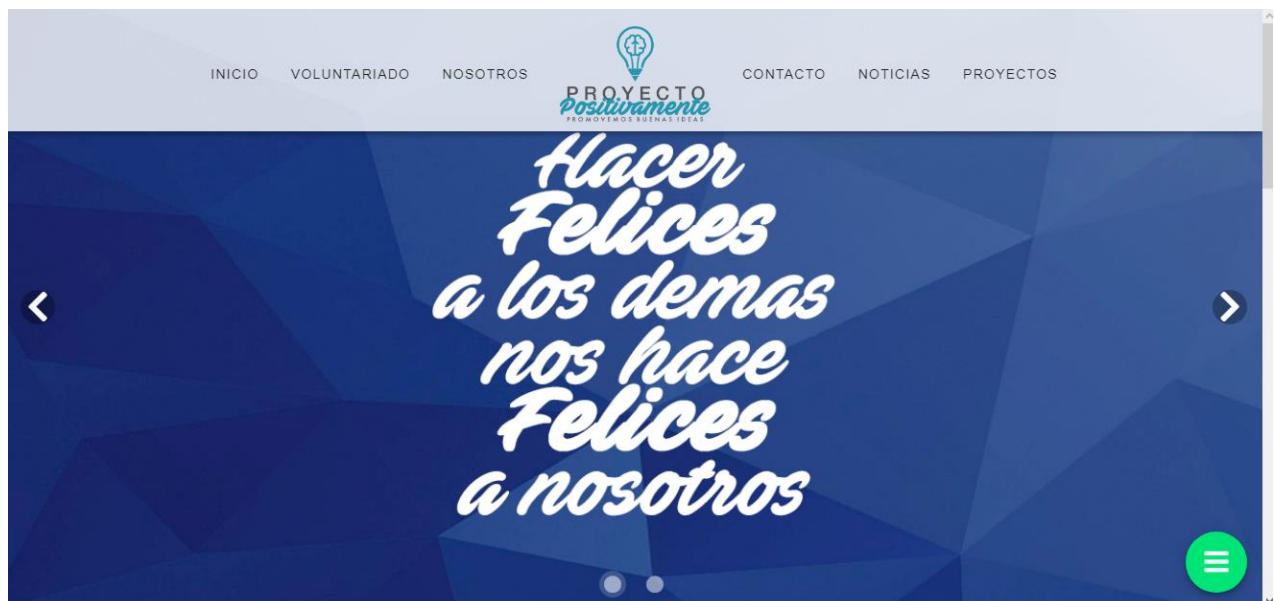 INICIO VOLUNTARIADO NOSOTROS
PROYECTO
Positivamente
PROMOVEMOS BUENAS IDEAS
CONTACTO NOTICIAS PROYECTOS
Hacer
Felices
a los demas
nos hace
Felices
a nosotros